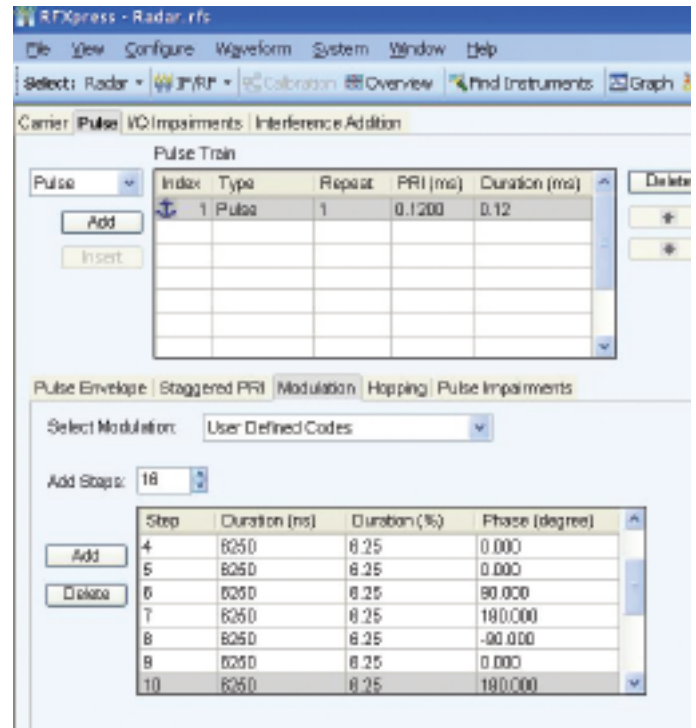 RFXpress - Radar.rfs
File View Configure Waveform System Window Help
Select: Radar IF/RF Calibration Overview Find Instruments Graph
Carrier Pulse I/Q Impairments Interference Addition
Pulse Train
Pulse
Index Type Repeat PRI (ms) Duration (ms)
Delete
1 Pulse 1 0.1200 0.12
Add
Insert
Pulse Envelope Staggered PRI Modulation Hopping Pulse Impairments
Select Modulation: User Defined Codes
Add Steps: 16
Step Duration (ns) Duration (%) Phase (degree)
Add
Delete
4 6250 6.25 0.000
5 6250 6.25 0.000
6 6250 6.25 90.000
7 6250 6.25 180.000
8 6250 6.25 -90.000
9 6250 6.25 0.000
10 6250 6.25 180.000